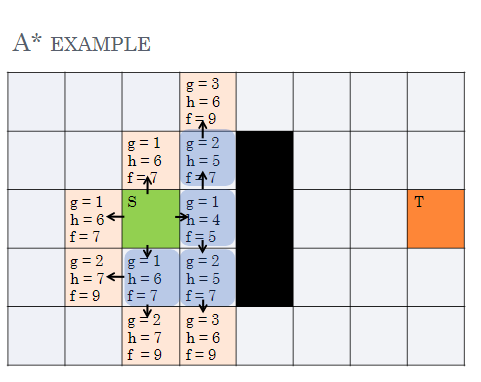 A* EXAMPLE
g = 3
h = 6
f = 9
g = 1
h = 6
f = 7
g = 2
h = 5
f = 7
g = 1
h = 6
f = 7
S
g = 1
h = 4
f = 5
T
g = 2
h = 7
f = 9
g = 1
h = 6
f = 7
g = 2
h = 5
f = 7
g = 2
h = 7
f = 9
g = 3
h = 6
f = 9